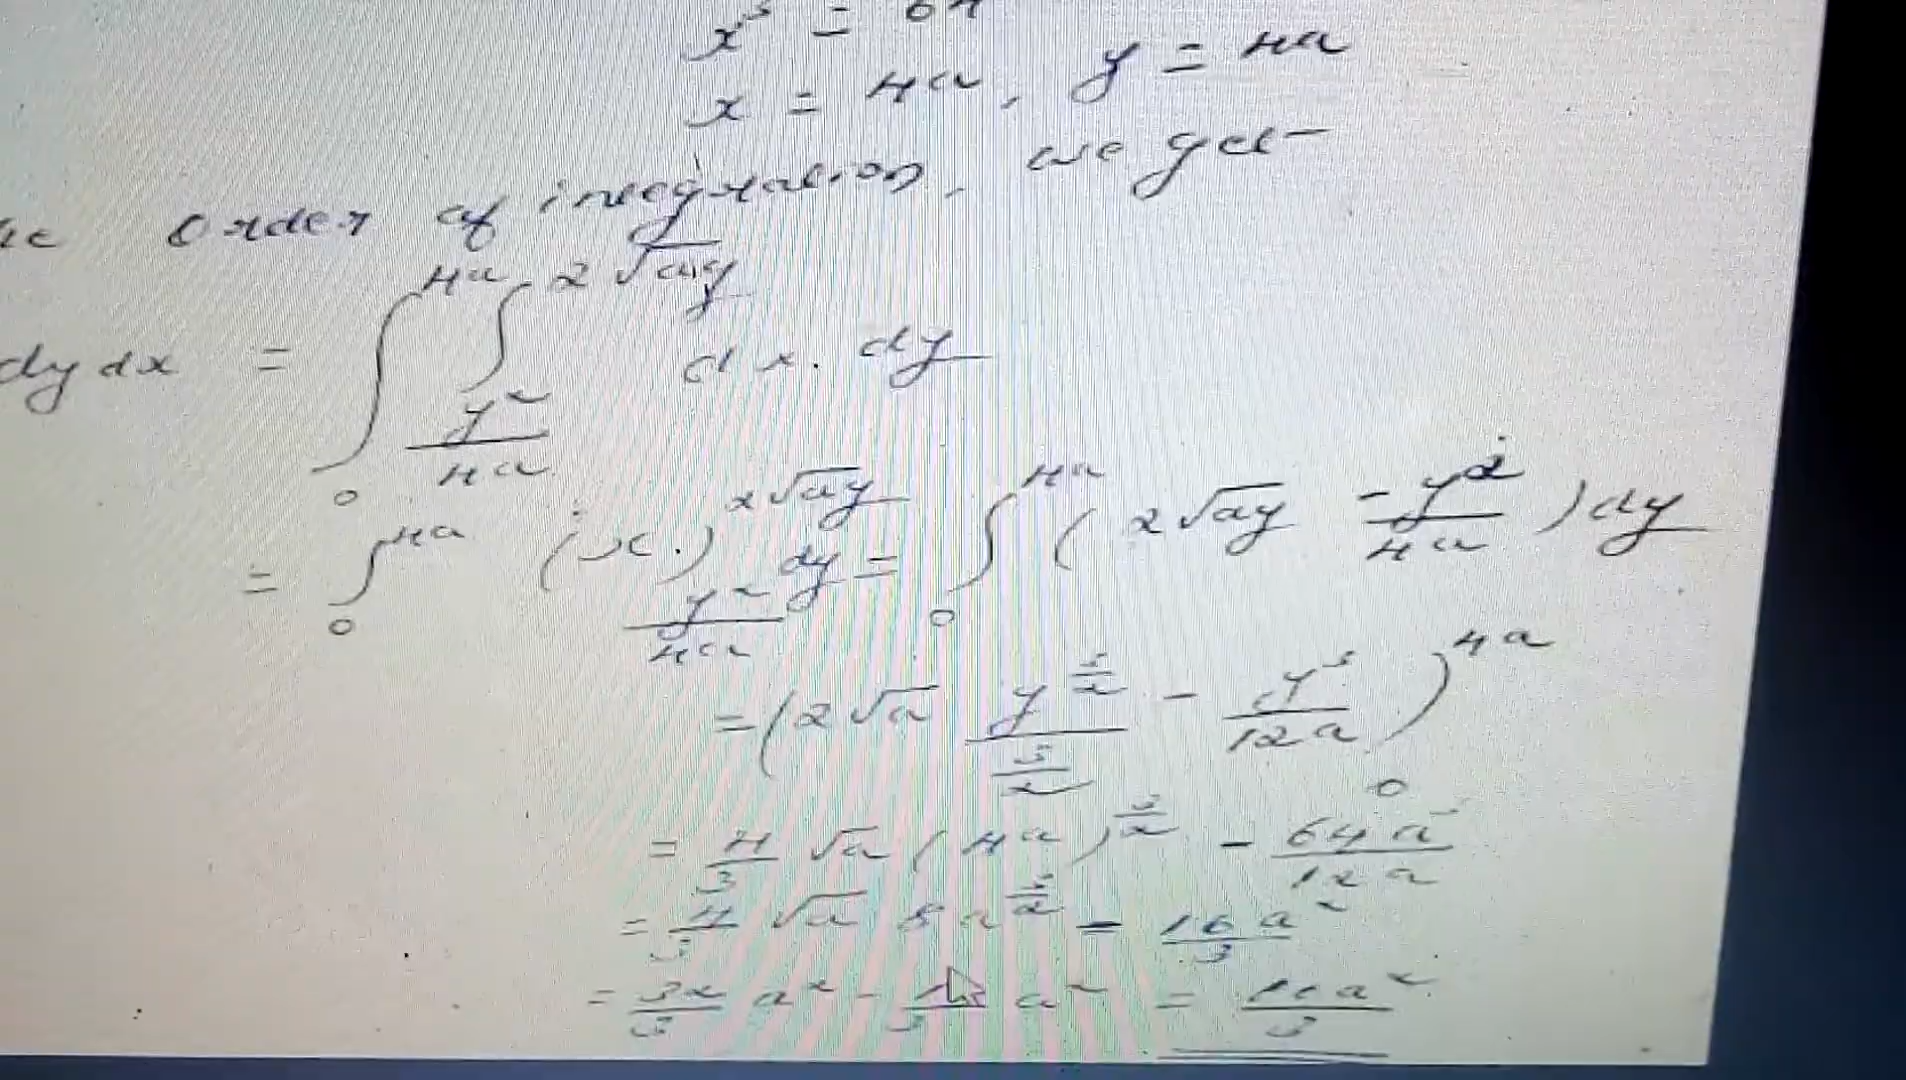 x³ = 64
x = 4a, y = 4a
order of integration, we get
dy dx = ∫₀^{4a} ∫_{y²/4a}^{2√ay} dx. dy
= ∫₀^{4a} (x.)_{y²/4a}^{2√ay} dy = ∫₀^{4a} (2√ay - y²/4a) dy
= (2√a y^{3/2}/(3/2) - y³/12a)₀^{4a}
= 4/3 √a (4a)^{3/2} - 64a³/12a
= 4/3 √a 8 a^{3/2} - 16a²/3
= 32/3 a² - /3 a² = 16a²/3